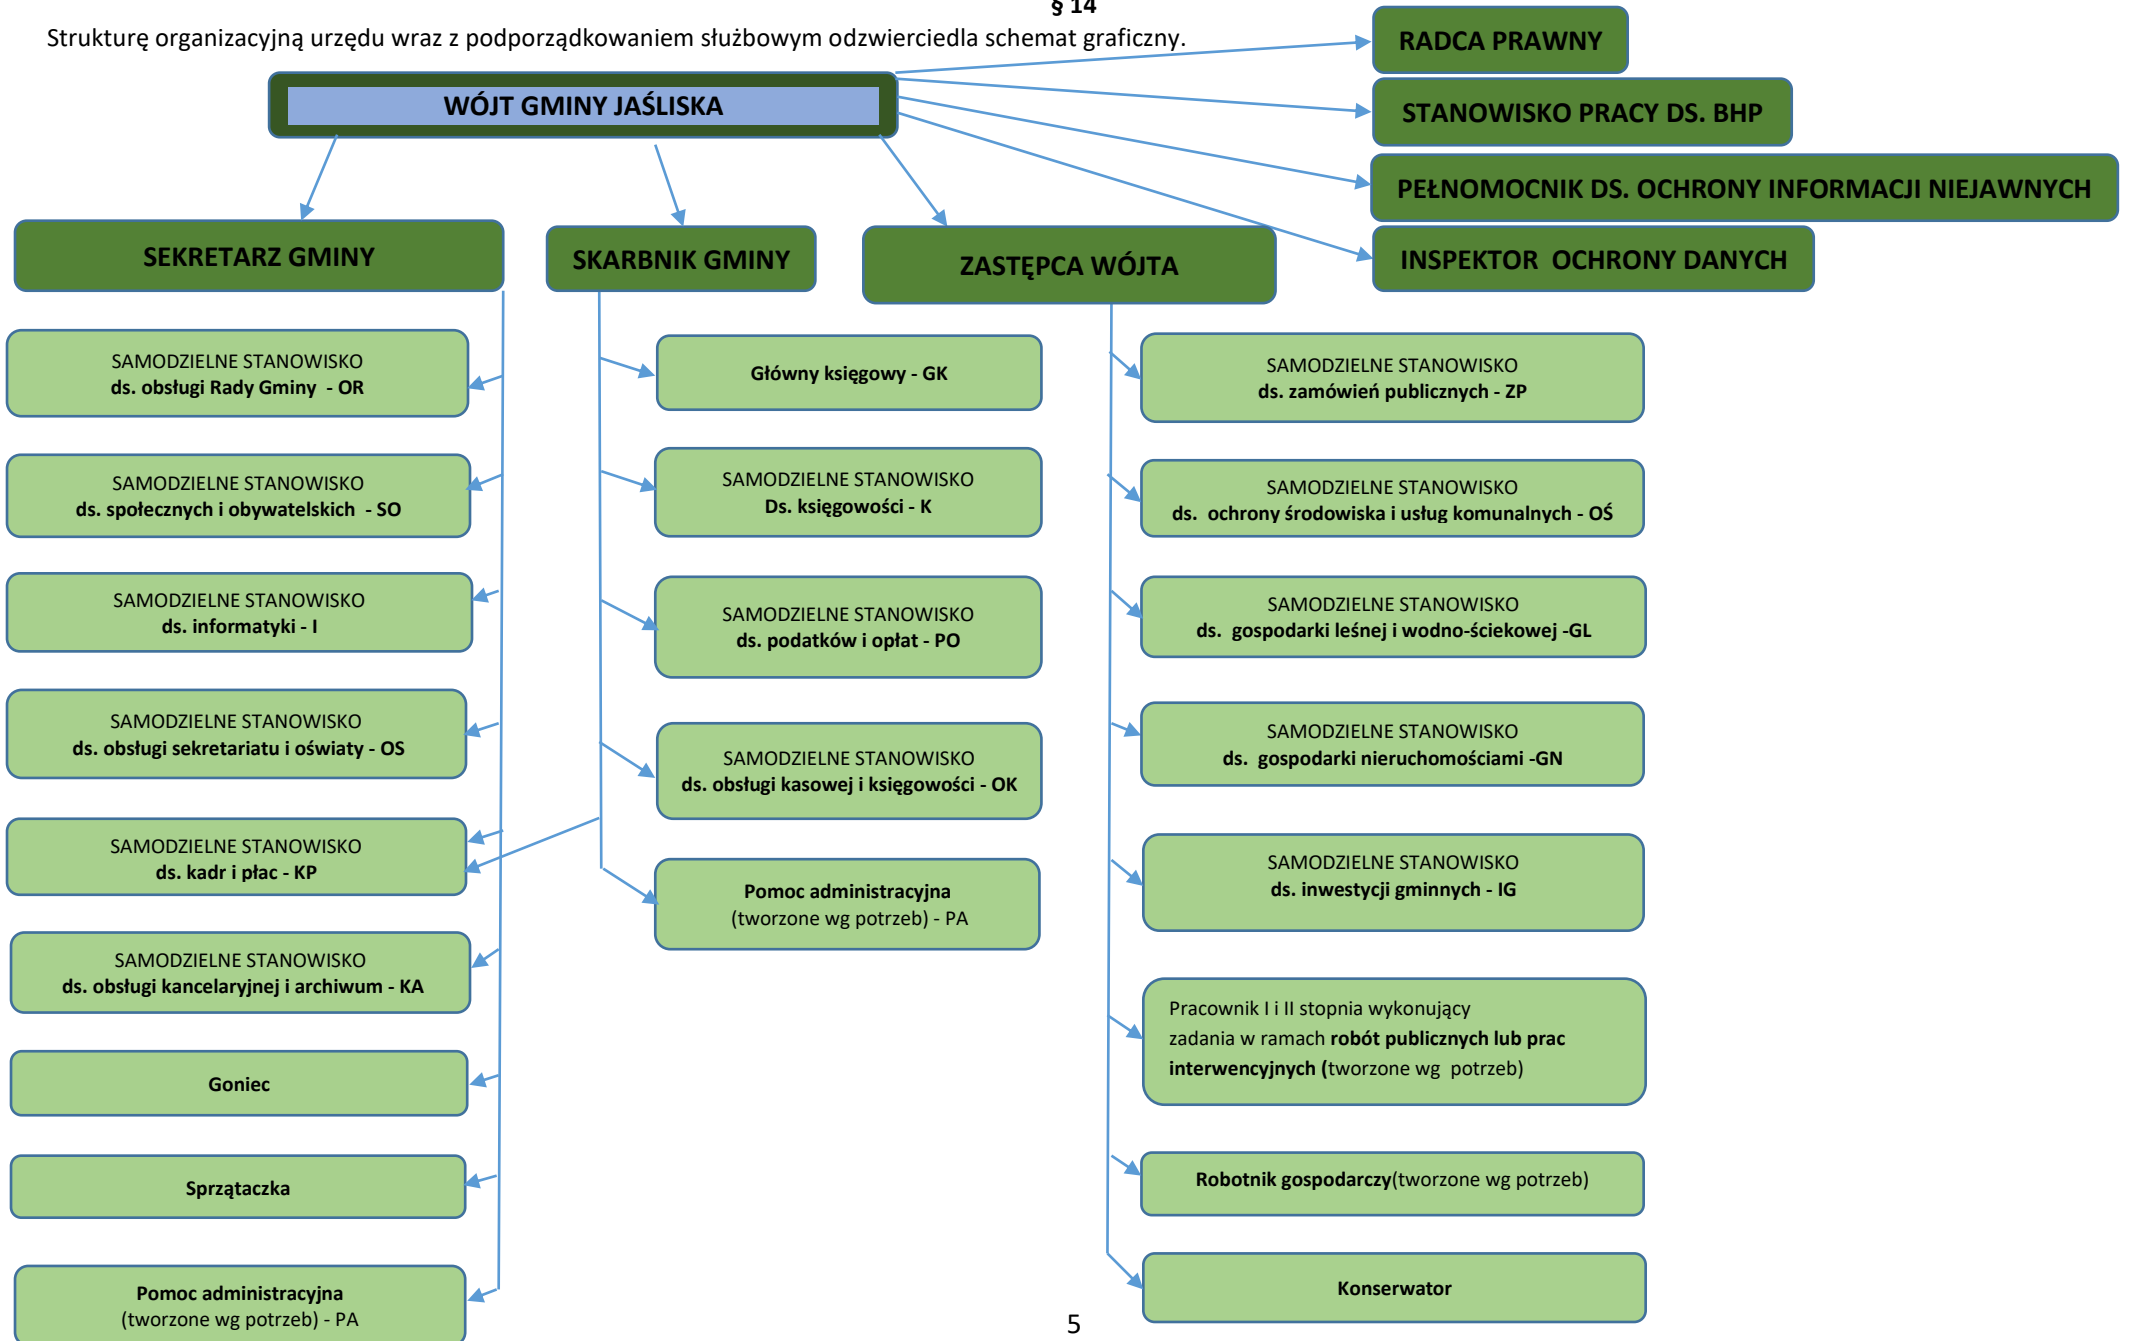 § 14
Strukturę organizacyjną urzędu wraz z podporządkowaniem służbowym odzwierciedla schemat graficzny.
WÓJT GMINY JAŚLISKA
RADCA PRAWNY
STANOWISKO PRACY DS. BHP
PEŁNOMOCNIK DS. OCHRONY INFORMACJI NIEJAWNYCH
INSPEKTOR  OCHRONY DANYCH
SEKRETARZ GMINY
SKARBNIK GMINY
ZASTĘPCA WÓJTA
SAMODZIELNE STANOWISKO
ds. obsługi Rady Gminy  - OR
SAMODZIELNE STANOWISKO
ds. społecznych i obywatelskich  - SO
SAMODZIELNE STANOWISKO
ds. informatyki - I
SAMODZIELNE STANOWISKO
ds. obsługi sekretariatu i oświaty - OS
SAMODZIELNE STANOWISKO
ds. kadr i płac - KP
SAMODZIELNE STANOWISKO
ds. obsługi kancelaryjnej i archiwum - KA
Goniec
Sprzątaczka
Pomoc administracyjna
(tworzone wg potrzeb) - PA
Główny księgowy - GK
SAMODZIELNE STANOWISKO
Ds. księgowości - K
SAMODZIELNE STANOWISKO
ds. podatków i opłat - PO
SAMODZIELNE STANOWISKO
ds. obsługi kasowej i księgowości - OK
Pomoc administracyjna
(tworzone wg potrzeb) - PA
SAMODZIELNE STANOWISKO
ds. zamówień publicznych - ZP
SAMODZIELNE STANOWISKO
ds.  ochrony środowiska i usług komunalnych - OŚ
SAMODZIELNE STANOWISKO
ds.  gospodarki leśnej i wodno-ściekowej -GL
SAMODZIELNE STANOWISKO
ds.  gospodarki nieruchomościami -GN
SAMODZIELNE STANOWISKO
ds. inwestycji gminnych - IG
Pracownik I i II stopnia wykonujący
zadania w ramach robót publicznych lub prac
interwencyjnych (tworzone wg  potrzeb)
Robotnik gospodarczy(tworzone wg potrzeb)
Konserwator
5